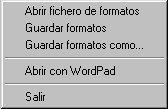 Abrir fichero de formatos
Guardar formatos
Guardar formatos como...
Abrir con WordPad
Salir